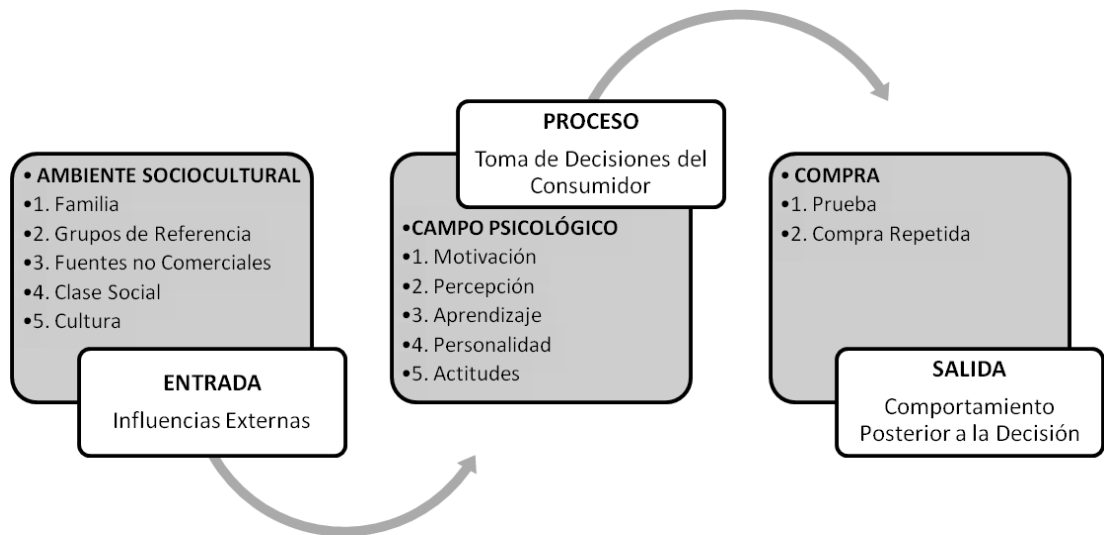 • AMBIENTE SOCIOCULTURAL
•1. Familia
•2. Grupos de Referencia
•3. Fuentes no Comerciales
•4. Clase Social
•5. Cultura
ENTRADA
Influencias Externas
PROCESO
Toma de Decisiones del
Consumidor
•CAMPO PSICOLÓGICO
•1. Motivación
•2. Percepción
•3. Aprendizaje
•4. Personalidad
•5. Actitudes
• COMPRA
•1. Prueba
•2. Compra Repetida
SALIDA
Comportamiento
Posterior a la Decisión